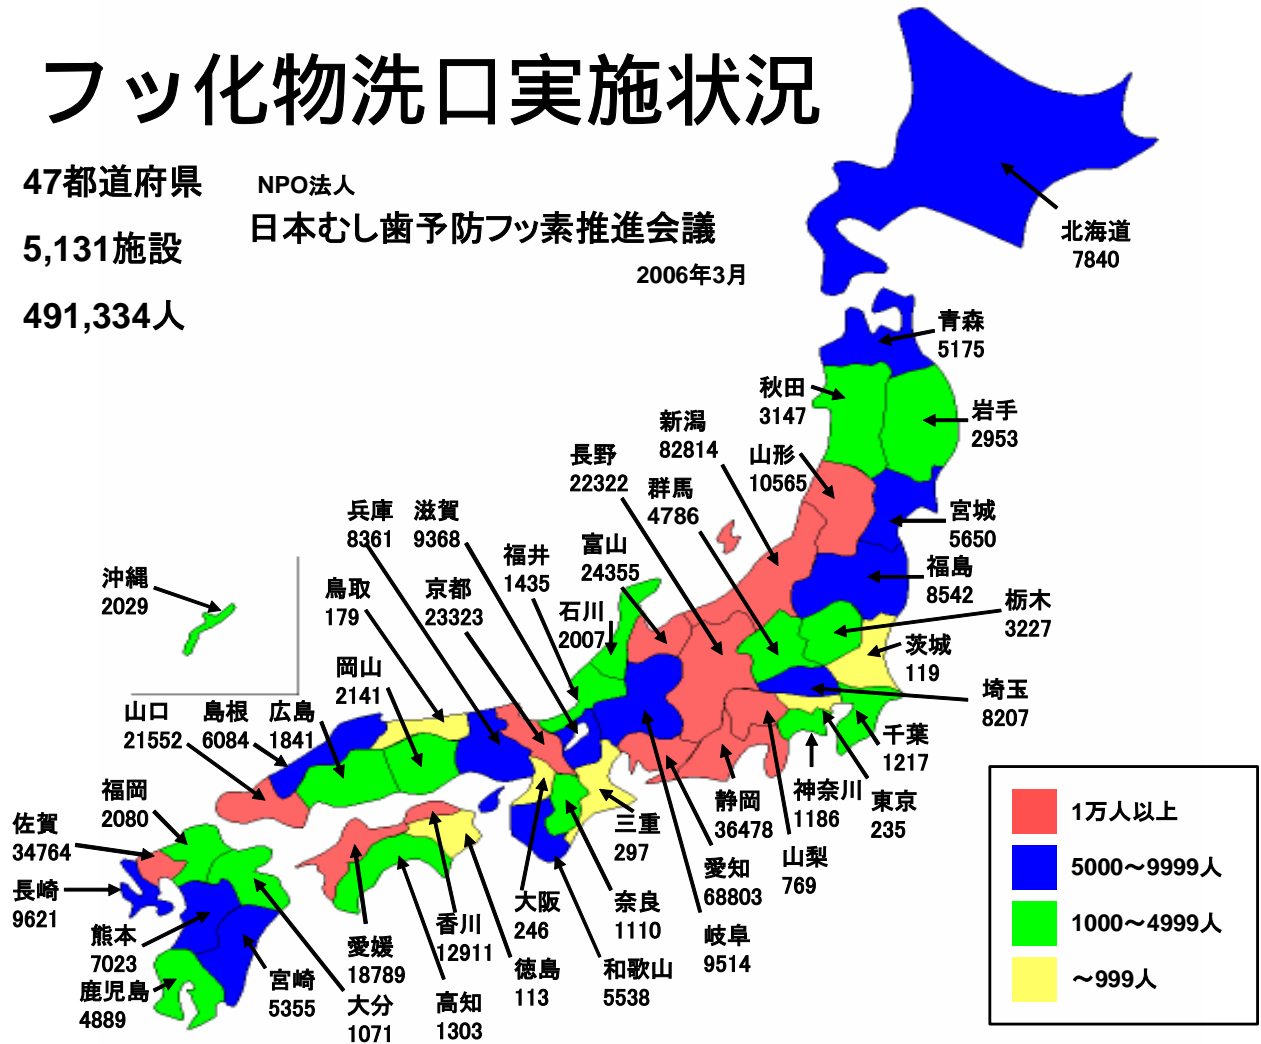 フッ化物洗口実施状況
47都道府県
NPO法人
5,131施設
日本むし歯予防フッ素推進会議
2006年3月
491,334人
北海道
7840
青森
5175
秋田
3147
岩手
2953
新潟
82814
山形
10565
長野
22322
群馬
4786
宮城
5650
兵庫
8361
滋賀
9368
富山
24355
福井
1435
福島
8542
沖縄
2029
鳥取
179
京都
23323
石川
2007
栃木
3227
茨城
119
岡山
2141
埼玉
8207
山口
21552
島根
6084
広島
1841
千葉
1217
福岡
2080
神奈川
1186
東京
235
静岡
36478
佐賀
34764
三重
297
山梨
769
愛知
68803
長崎
9621
大阪
246
奈良
1110
岐阜
9514
熊本
7023
愛媛
18789
香川
12911
徳島
113
和歌山
5538
鹿児島
4889
宮崎
5355
大分
1071
高知
1303
1万人以上
5000～9999人
1000～4999人
～999人